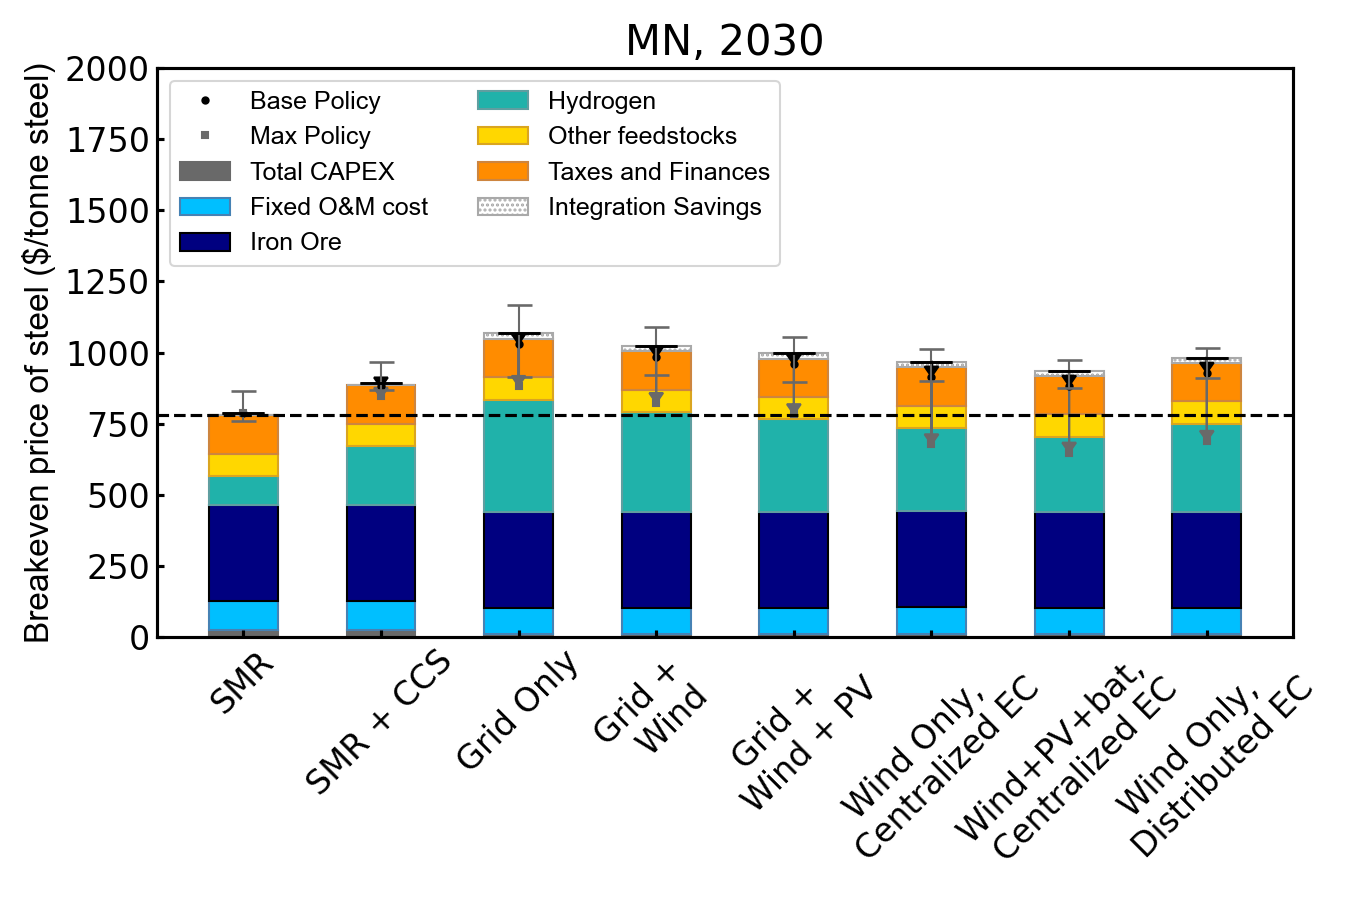 MN, 2030
Breakeven price of steel ($/tonne steel)
2000
1750
1500
1250
1000
750
500
250
0
Base Policy
Max Policy
Total CAPEX
Fixed O&M cost
Iron Ore
Hydrogen
Other feedstocks
Taxes and Finances
Integration Savings
SMR
SMR + CCS
Grid Only
Grid +
Wind
Grid +
Wind + PV
Wind Only,
Centralized EC
Wind+PV+bat,
Centralized EC
Wind Only,
Distributed EC